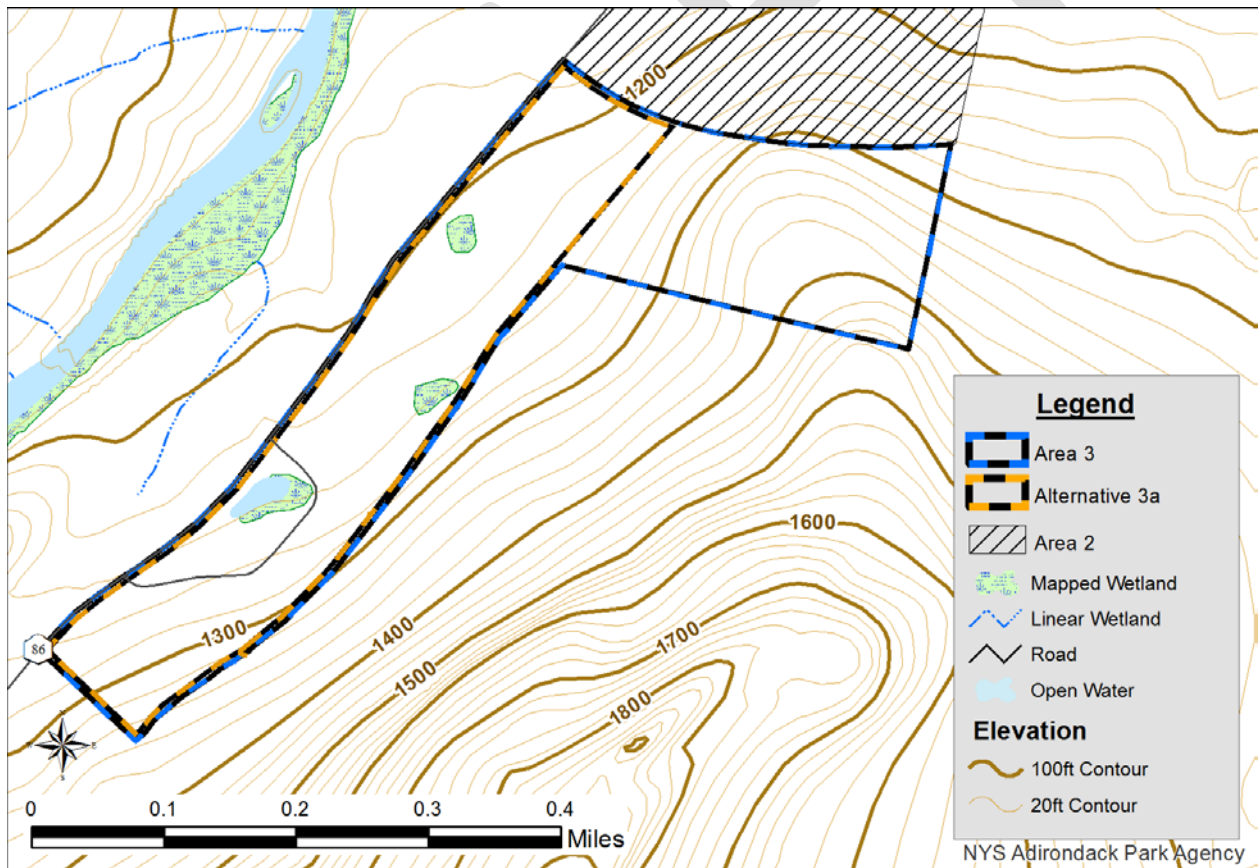 1200
86
1300
1400
1500
1600
1700
1800
N
E
S
0 0.1 0.2 0.3 0.4
Miles
Legend
Area 3
Alternative 3a
Area 2
Mapped Wetland
Linear Wetland
Road
Open Water
Elevation
100ft Contour
20ft Contour
NYS Adirondack Park Agency